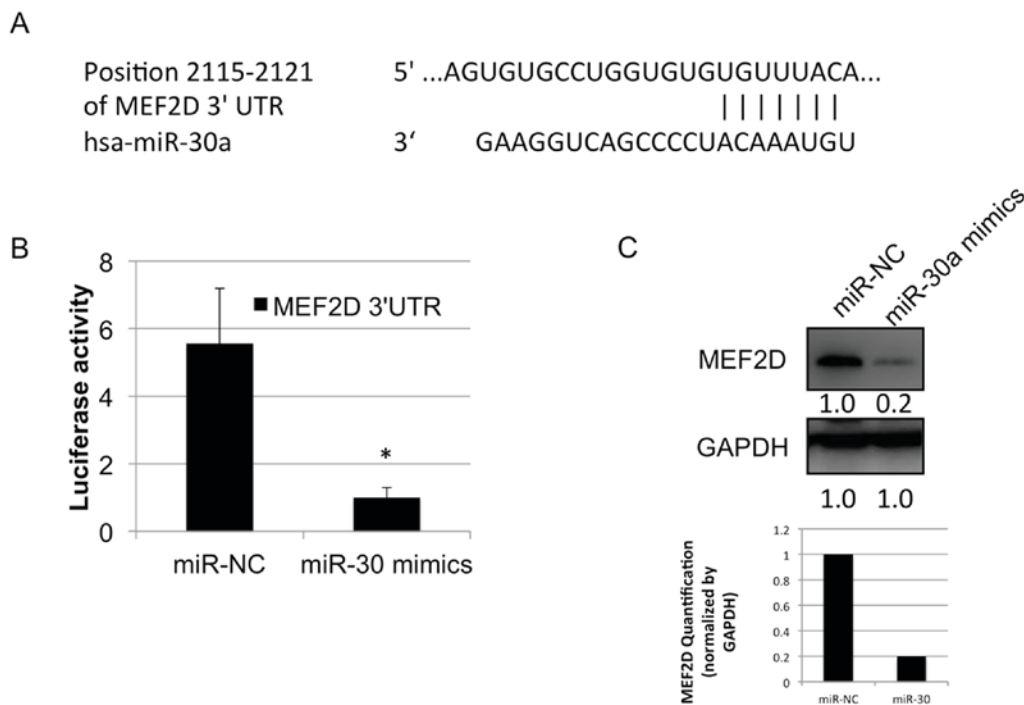 A
Position 2115-2121 5' ...AGUGUGCCUGGUGUGUGUUUACA...
of MEF2D 3' UTR | | | | | | |
hsa-miR-30a 3‘ GAAGGUCAGCCCCUACAAAUGU
B
8
6
4
2
0
Luciferase activity
MEF2D 3'UTR
*
miR-NC miR-30 mimics
C
miR-NC miR-30a mimics
MEF2D
1.0 0.2
GAPDH
1.0 1.0
MEF2D Quantification
(normalized by
GAPDH)
1.2
1
0.8
0.6
0.4
0.2
0
miR-NC miR-30